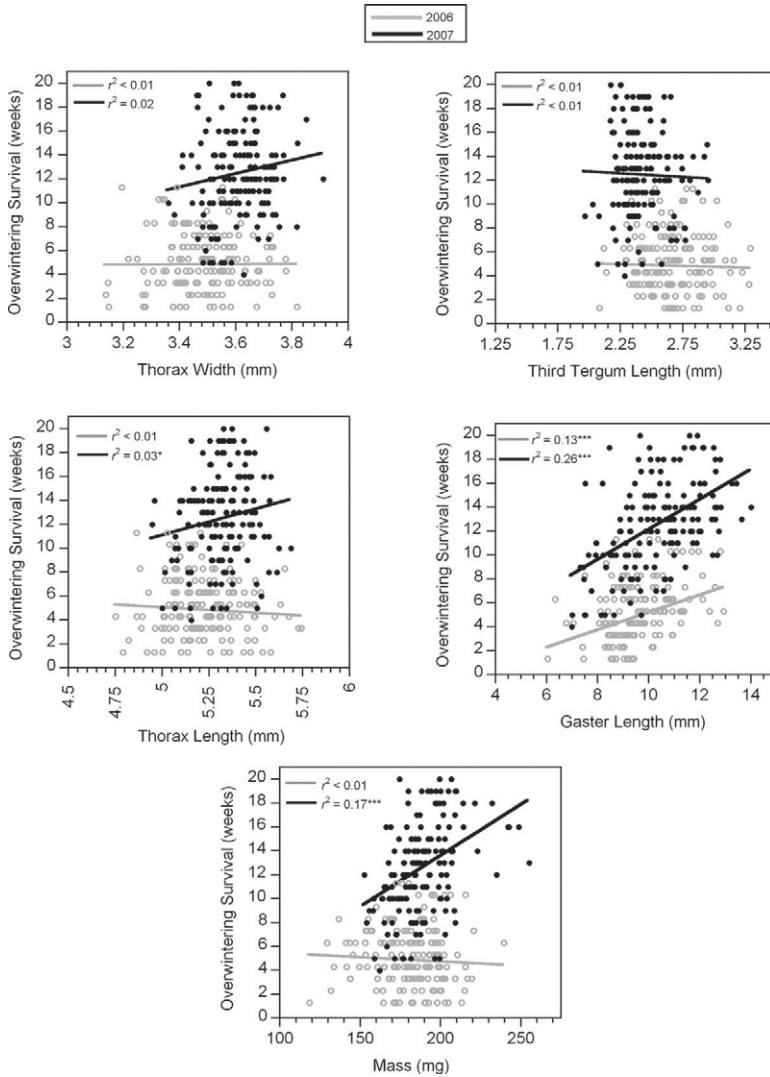 2006
2007
r² < 0.01
r² = 0.02
Overwintering Survival (weeks)
20
18
16
14
12
10
8
6
4
2
0
3 3.2 3.4 3.6 3.8 4
Thorax Width (mm)
r² < 0.01
r² < 0.01
Overwintering Survival (weeks)
20
18
16
14
12
10
8
6
4
2
0
1.25 1.75 2.25 2.75 3.25
Third Tergum Length (mm)
r² < 0.01
r² = 0.03*
Overwintering Survival (weeks)
20
18
16
14
12
10
8
6
4
2
0
4.5 4.75 5 5.25 5.5 5.75 6
Thorax Length (mm)
r² = 0.13***
r² = 0.26***
Overwintering Survival (weeks)
20
18
16
14
12
10
8
6
4
2
0
4 6 8 10 12 14
Gaster Length (mm)
r² < 0.01
r² = 0.17***
Overwintering Survival (weeks)
20
18
16
14
12
10
8
6
4
2
0
100 150 200 250
Mass (mg)